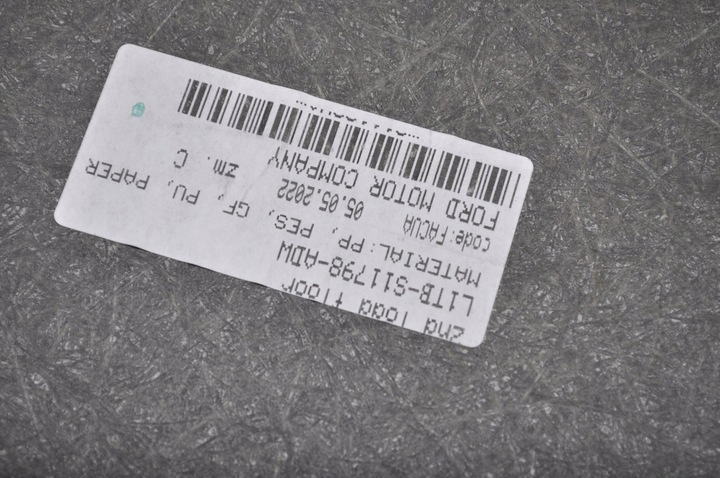 2nd load floor
L1TB-S11798-ADW
MATERIAL:PP, PES, GF, PU, PAPER
code:FACUA
05.05.2022 zm. C
FORD MOTOR COMPANY